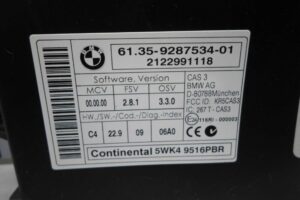 61.35-9287534-01
2122991118
Software. Version
MCV FSV OSV
00.00.00 2.8.1 3.3.0
HW./SW.-/Cod.-/Diag.-index
C4 22.9 09 06A0
CAS 3
BMW AG
D-80788München
FCC ID: KR5CAS3
IC: 267 T - CAS3
Continental 5WK4 9516PBR